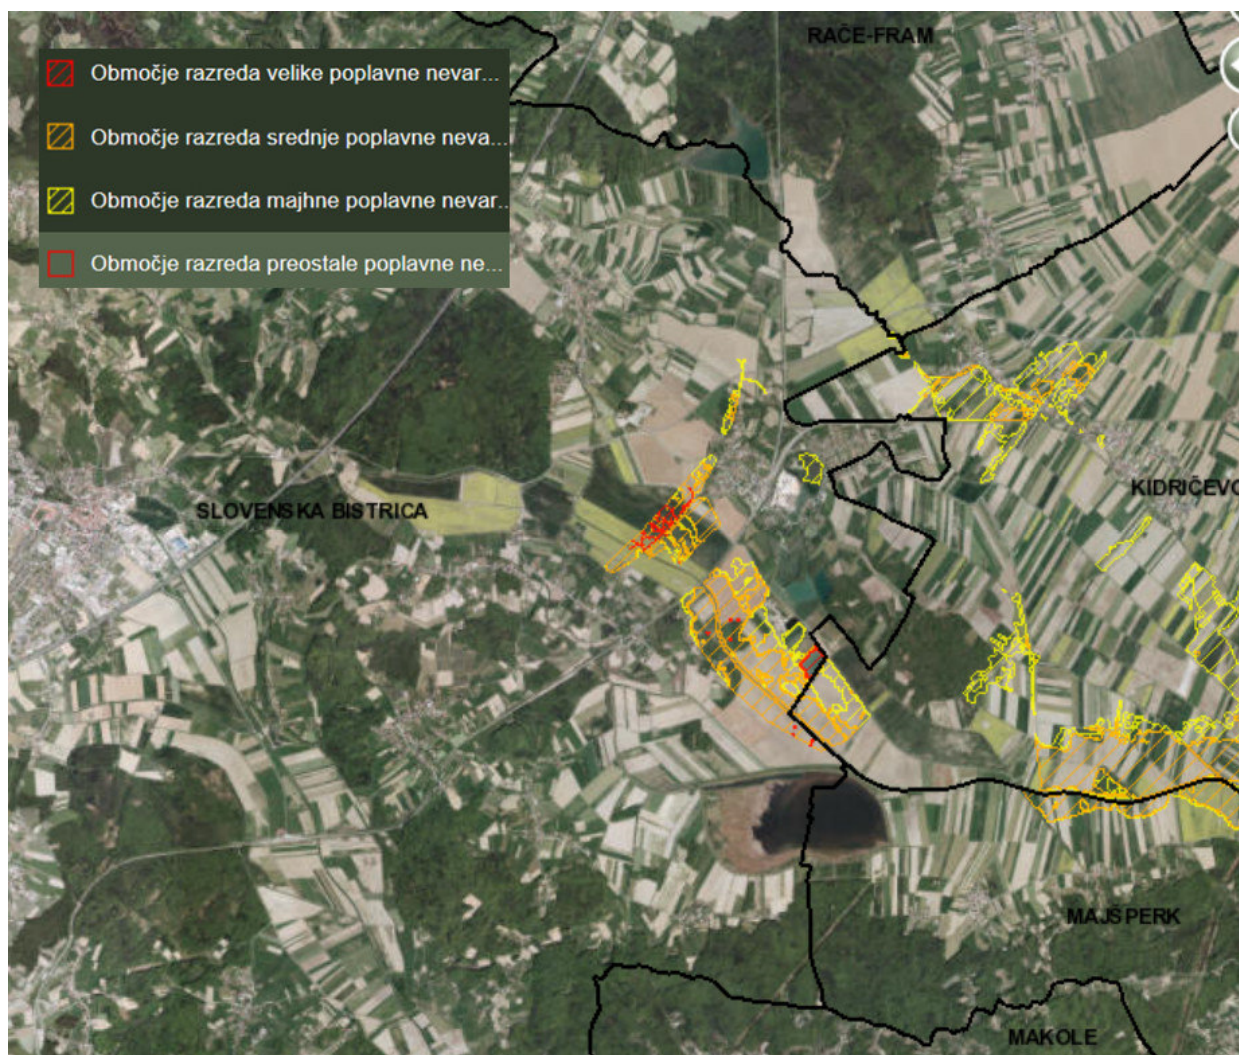 RAČE-FRAM
Območje razreda velike poplavne nevar...
Območje razreda srednje poplavne neva...
Območje razreda majhne poplavne nevar...
Območje razreda preostale poplavne ne...
SLOVENSKA BISTRICA
KIDRIČEVO
MAJŠPERK
MAKOLE